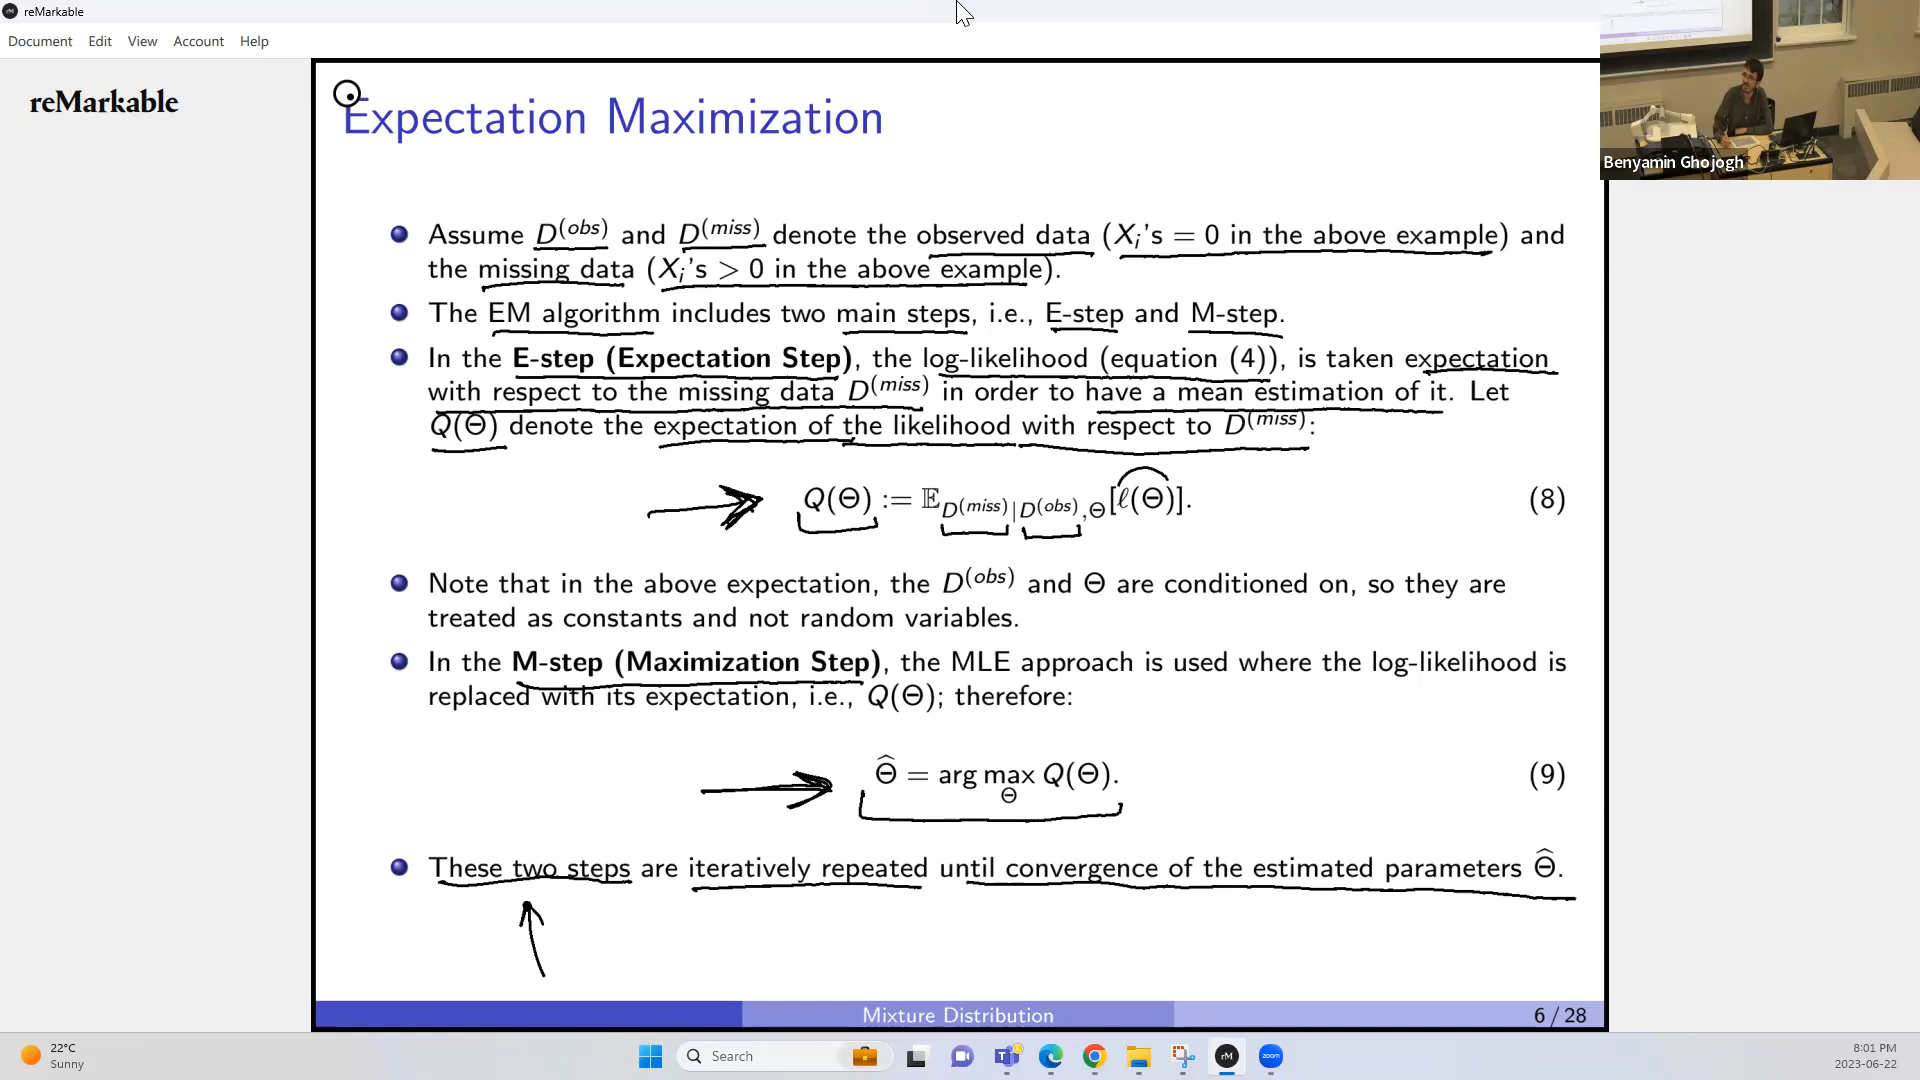 reMarkable
Document Edit View Account Help
reMarkable
Benyamin Ghojogh
Expectation Maximization
Assume D^(obs) and D^(miss) denote the observed data (X_i's = 0 in the above example) and
the missing data (X_i's > 0 in the above example).
The EM algorithm includes two main steps, i.e., E-step and M-step.
In the E-step (Expectation Step), the log-likelihood (equation (4)), is taken expectation
with respect to the missing data D^(miss) in order to have a mean estimation of it. Let
Q(Θ) denote the expectation of the likelihood with respect to D^(miss):
Q(Θ) := 𝔼_{D^(miss)|D^(obs),Θ}[ℓ(Θ)]. (8)
Note that in the above expectation, the D^(obs) and Θ are conditioned on, so they are
treated as constants and not random variables.
In the M-step (Maximization Step), the MLE approach is used where the log-likelihood is
replaced with its expectation, i.e., Q(Θ); therefore:
Θ̂ = arg max_Θ Q(Θ). (9)
These two steps are iteratively repeated until convergence of the estimated parameters Θ̂.
Mixture Distribution 6 / 28
22°C
Sunny
Search
8:01 PM
2023-06-22
rM
zoom